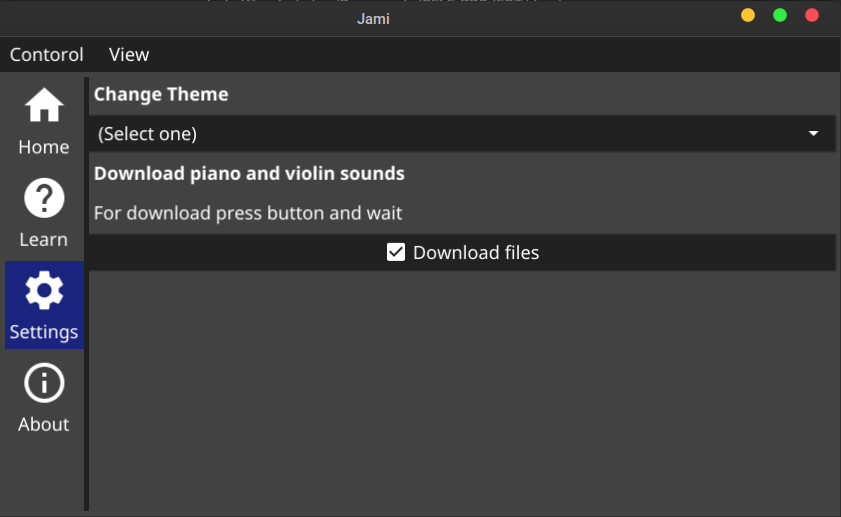 Jami
Contorol View
Home
Learn
Settings
About
Change Theme
(Select one)
Download piano and violin sounds
For download press button and wait
Download files